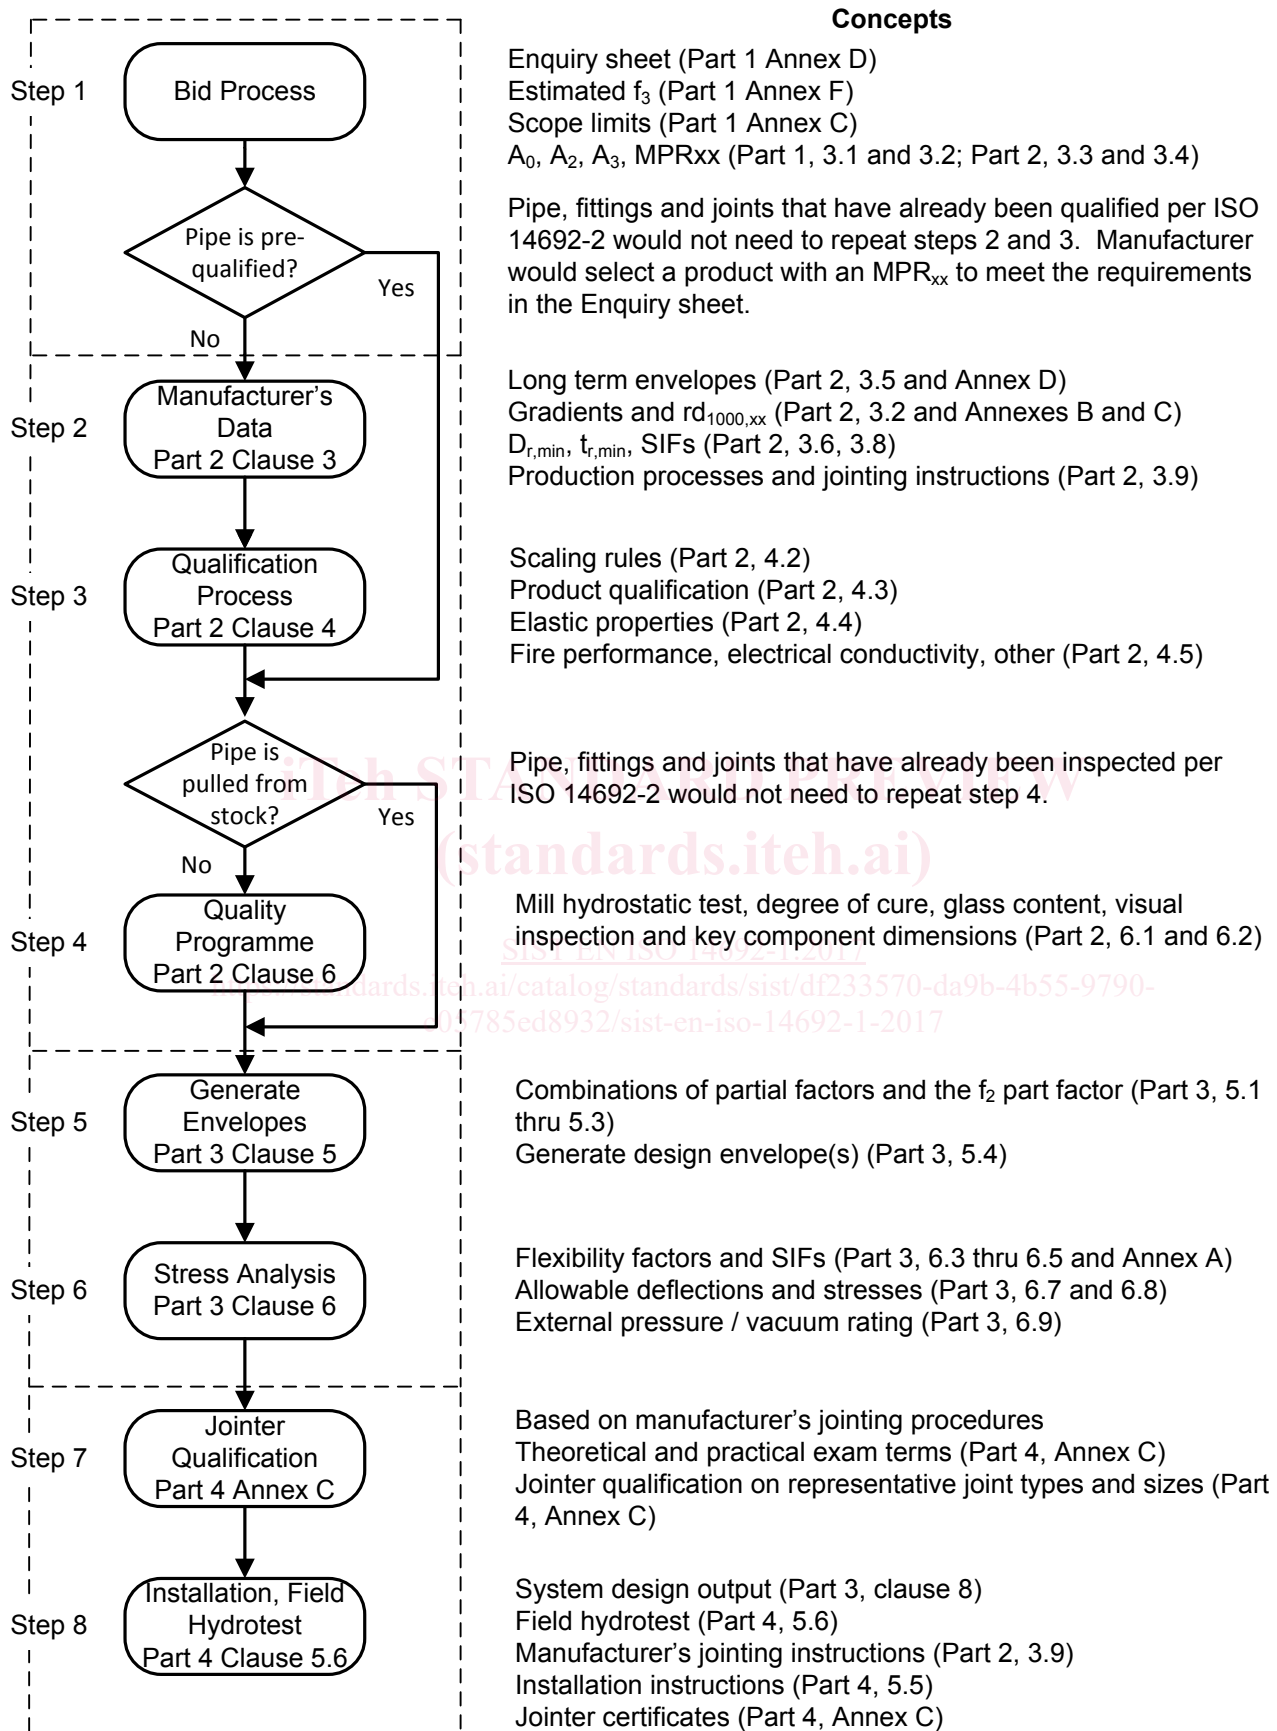 Concepts
Step 1
Bid Process
Enquiry sheet (Part 1 Annex D)
Estimated f₃ (Part 1 Annex F)
Scope limits (Part 1 Annex C)
A₀, A₂, A₃, MPRxx (Part 1, 3.1 and 3.2; Part 2, 3.3 and 3.4)
Pipe is pre-
qualified?
Yes
No
Pipe, fittings and joints that have already been qualified per ISO
14692-2 would not need to repeat steps 2 and 3. Manufacturer
would select a product with an MPRxx to meet the requirements
in the Enquiry sheet.
Step 2
Manufacturer's
Data
Part 2 Clause 3
Long term envelopes (Part 2, 3.5 and Annex D)
Gradients and rd1000,xx (Part 2, 3.2 and Annexes B and C)
Dr,min, tr,min, SIFs (Part 2, 3.6, 3.8)
Production processes and jointing instructions (Part 2, 3.9)
Step 3
Qualification
Process
Part 2 Clause 4
Scaling rules (Part 2, 4.2)
Product qualification (Part 2, 4.3)
Elastic properties (Part 2, 4.4)
Fire performance, electrical conductivity, other (Part 2, 4.5)
Pipe is
pulled from
stock?
Yes
No
Pipe, fittings and joints that have already been inspected per
ISO 14692-2 would not need to repeat step 4.
iTeh STANDARD PREVIEW
(standards.iteh.ai)
Step 4
Quality
Programme
Part 2 Clause 6
Mill hydrostatic test, degree of cure, glass content, visual
inspection and key component dimensions (Part 2, 6.1 and 6.2)
SIST EN ISO 14692-1:2017
https://standards.iteh.ai/catalog/standards/sist/df233570-da9b-4b55-9790-
c05785ed8932/sist-en-iso-14692-1-2017
Step 5
Generate
Envelopes
Part 3 Clause 5
Combinations of partial factors and the f₂ part factor (Part 3, 5.1
thru 5.3)
Generate design envelope(s) (Part 3, 5.4)
Step 6
Stress Analysis
Part 3 Clause 6
Flexibility factors and SIFs (Part 3, 6.3 thru 6.5 and Annex A)
Allowable deflections and stresses (Part 3, 6.7 and 6.8)
External pressure / vacuum rating (Part 3, 6.9)
Step 7
Jointer
Qualification
Part 4 Annex C
Based on manufacturer's jointing procedures
Theoretical and practical exam terms (Part 4, Annex C)
Jointer qualification on representative joint types and sizes (Part
4, Annex C)
Step 8
Installation, Field
Hydrotest
Part 4 Clause 5.6
System design output (Part 3, clause 8)
Field hydrotest (Part 4, 5.6)
Manufacturer's jointing instructions (Part 2, 3.9)
Installation instructions (Part 4, 5.5)
Jointer certificates (Part 4, Annex C)